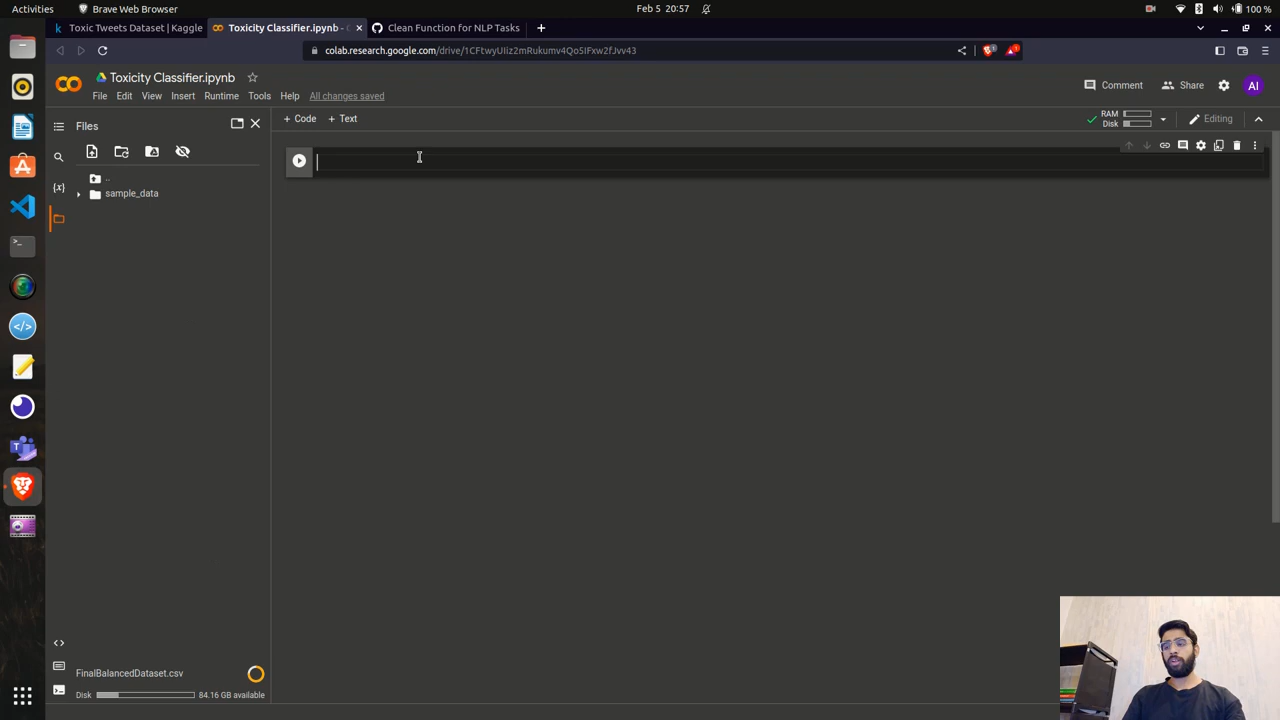 Activities
Brave Web Browser
Feb 5 20:57
100 %
Toxic Tweets Dataset | Kaggle
Toxicity Classifier.ipynb -
Clean Function for NLP Tasks
colab.research.google.com/drive/1CFtwyUIiz2mRukumv4Qo5IFxw2fJvv43
Toxicity Classifier.ipynb
Comment
Share
AI
File Edit View Insert Runtime Tools Help All changes saved
Files
+ Code + Text
RAM
Disk
Editing
{x}
..
sample_data
FinalBalancedDataset.csv
Disk
84.16 GB available